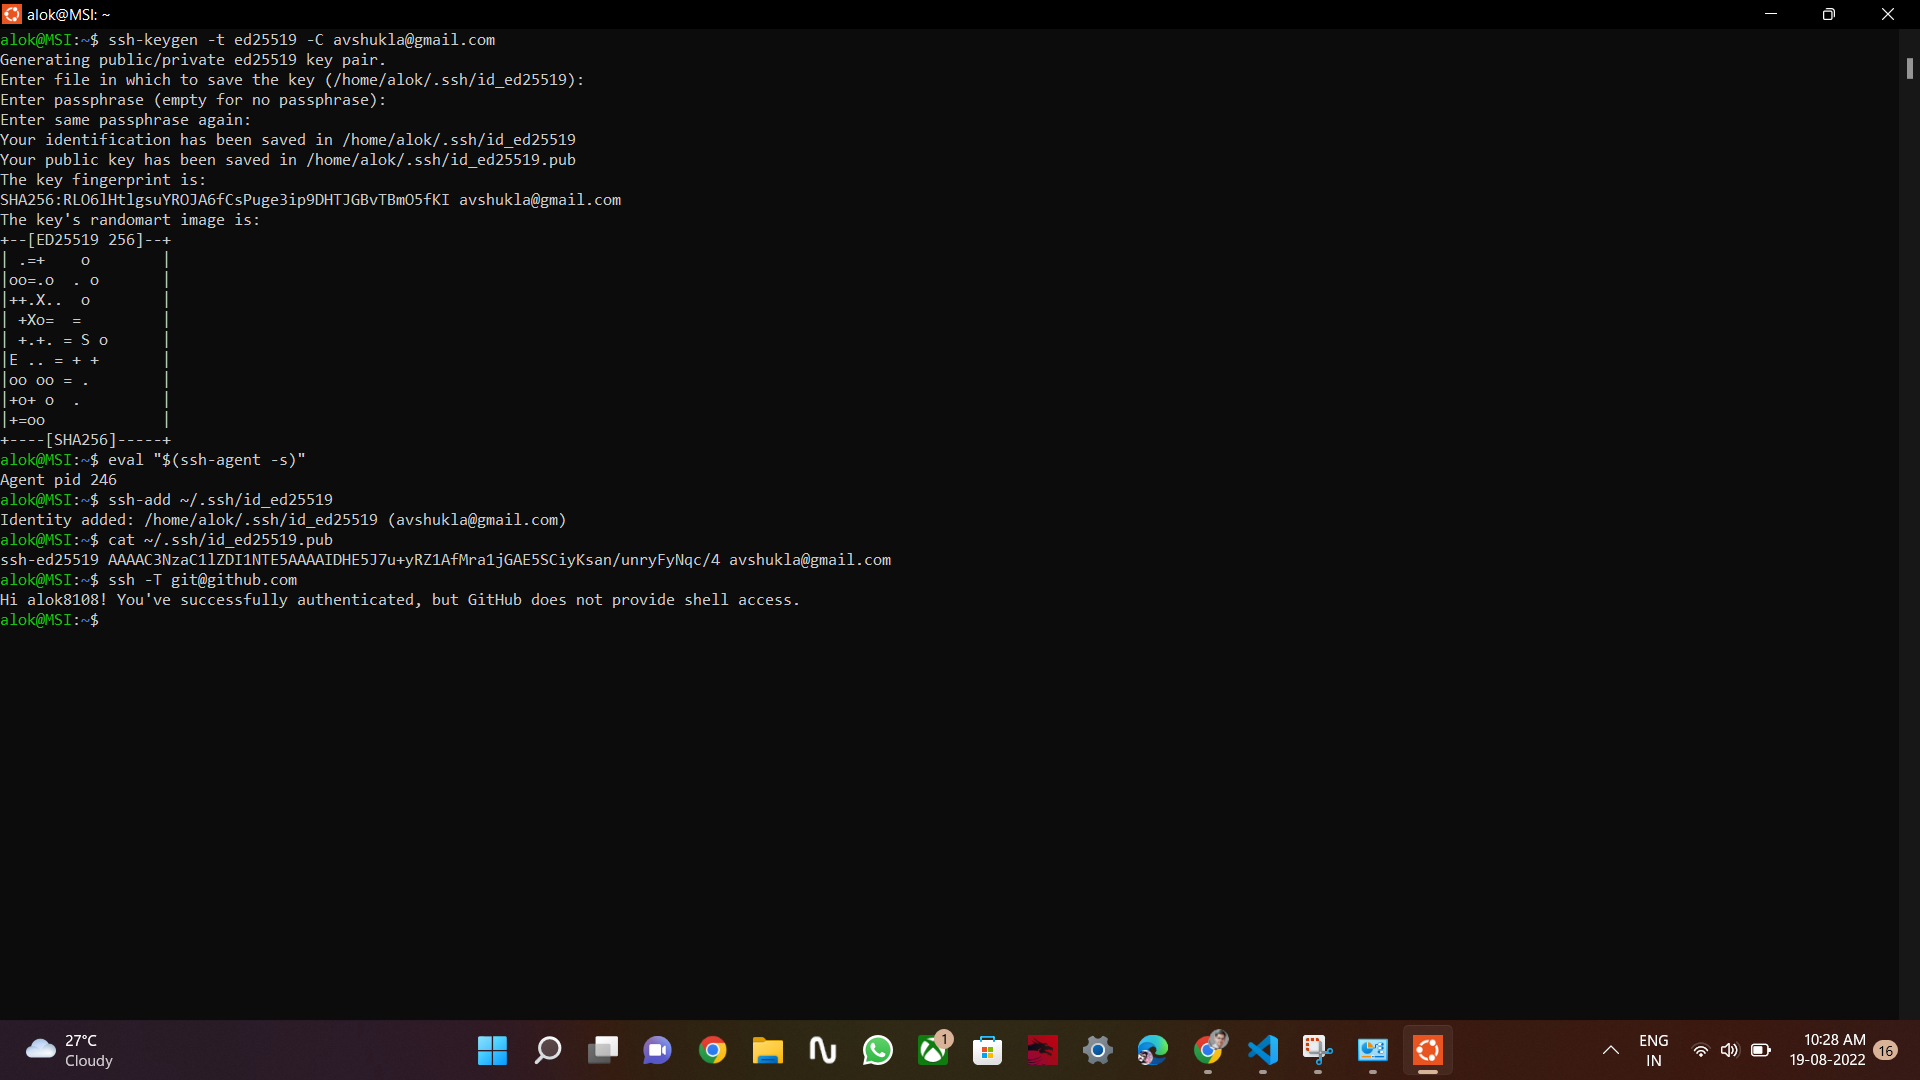 alok@MSI: ~
alok@MSI:~$ ssh-keygen -t ed25519 -C avshukla@gmail.com
Generating public/private ed25519 key pair.
Enter file in which to save the key (/home/alok/.ssh/id_ed25519):
Enter passphrase (empty for no passphrase):
Enter same passphrase again:
Your identification has been saved in /home/alok/.ssh/id_ed25519
Your public key has been saved in /home/alok/.ssh/id_ed25519.pub
The key fingerprint is:
SHA256:RLO6lHtlgsuYROJA6fCsPuge3ip9DHTJGBvTBmO5fKI avshukla@gmail.com
The key's randomart image is:
+--[ED25519 256]--+
| .=+    o        |
|oo=.o  . o       |
|++.X..  o        |
| +Xo=  =         |
| +.+. = S o      |
|E .. = + +       |
|oo oo = .        |
|+o+ o  .         |
|+=oo             |
+----[SHA256]-----+
alok@MSI:~$ eval "$(ssh-agent -s)"
Agent pid 246
alok@MSI:~$ ssh-add ~/.ssh/id_ed25519
Identity added: /home/alok/.ssh/id_ed25519 (avshukla@gmail.com)
alok@MSI:~$ cat ~/.ssh/id_ed25519.pub
ssh-ed25519 AAAAC3NzaC1lZDI1NTE5AAAAIDHE5J7u+yRZ1AfMra1jGAE5SCiyKsan/unryFyNqc/4 avshukla@gmail.com
alok@MSI:~$ ssh -T git@github.com
Hi alok8108! You've successfully authenticated, but GitHub does not provide shell access.
alok@MSI:~$
27°C
Cloudy
1
ENG
IN
10:28 AM
19-08-2022
16